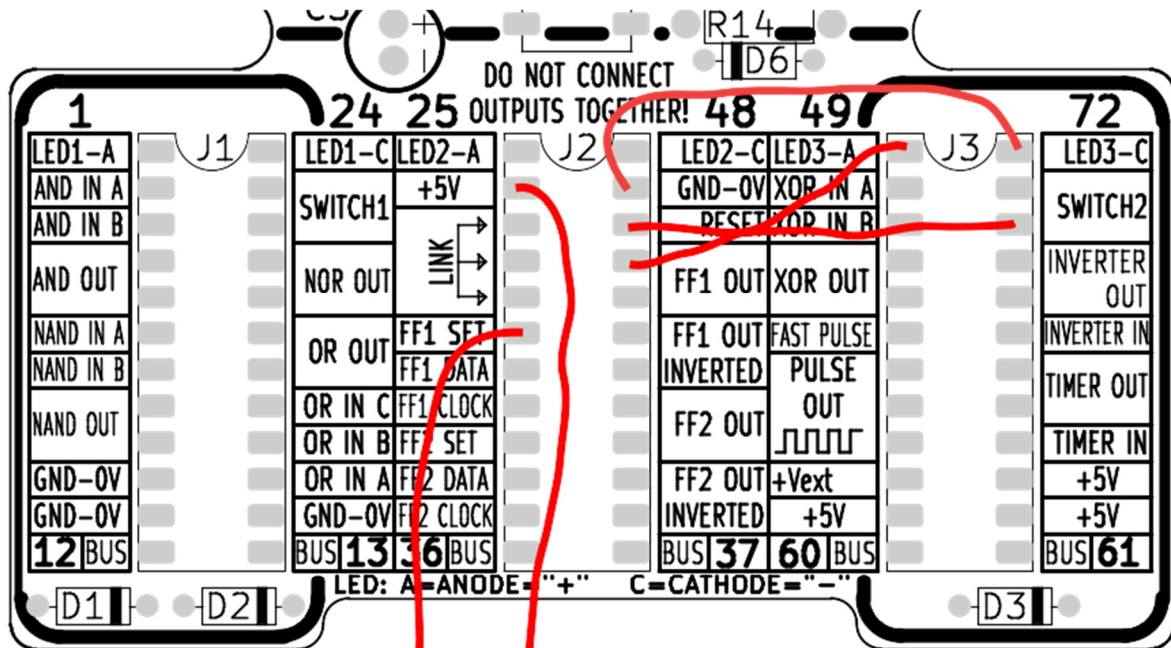 C3
+
-
R14
D6
DO NOT CONNECT
OUTPUTS TOGETHER!
1
24 25
48 49
72
J1
J2
J3
LED1-A
AND IN A
AND IN B
AND OUT
NAND IN A
NAND IN B
NAND OUT
GND-0V
GND-0V
12 BUS
LED1-C
SWITCH1
NOR OUT
OR OUT
OR IN C
OR IN B
OR IN A
GND-0V
BUS 13
LED2-A
+5V
LINK
FF1 SET
FF1 DATA
FF1 CLOCK
FF2 SET
FF2 DATA
FF2 CLOCK
36 BUS
LED2-C
GND-0V
RESET
FF1 OUT
FF1 OUT
INVERTED
FF2 OUT
FF2 OUT
INVERTED
BUS 37
LED3-A
XOR IN A
XOR IN B
XOR OUT
FAST PULSE
PULSE
OUT
+Vext
+5V
60 BUS
LED3-C
SWITCH2
INVERTER
OUT
INVERTER IN
TIMER OUT
TIMER IN
+5V
+5V
BUS 61
LED: A=ANODE="+" C=CATHODE="-"
D1
D2
D3